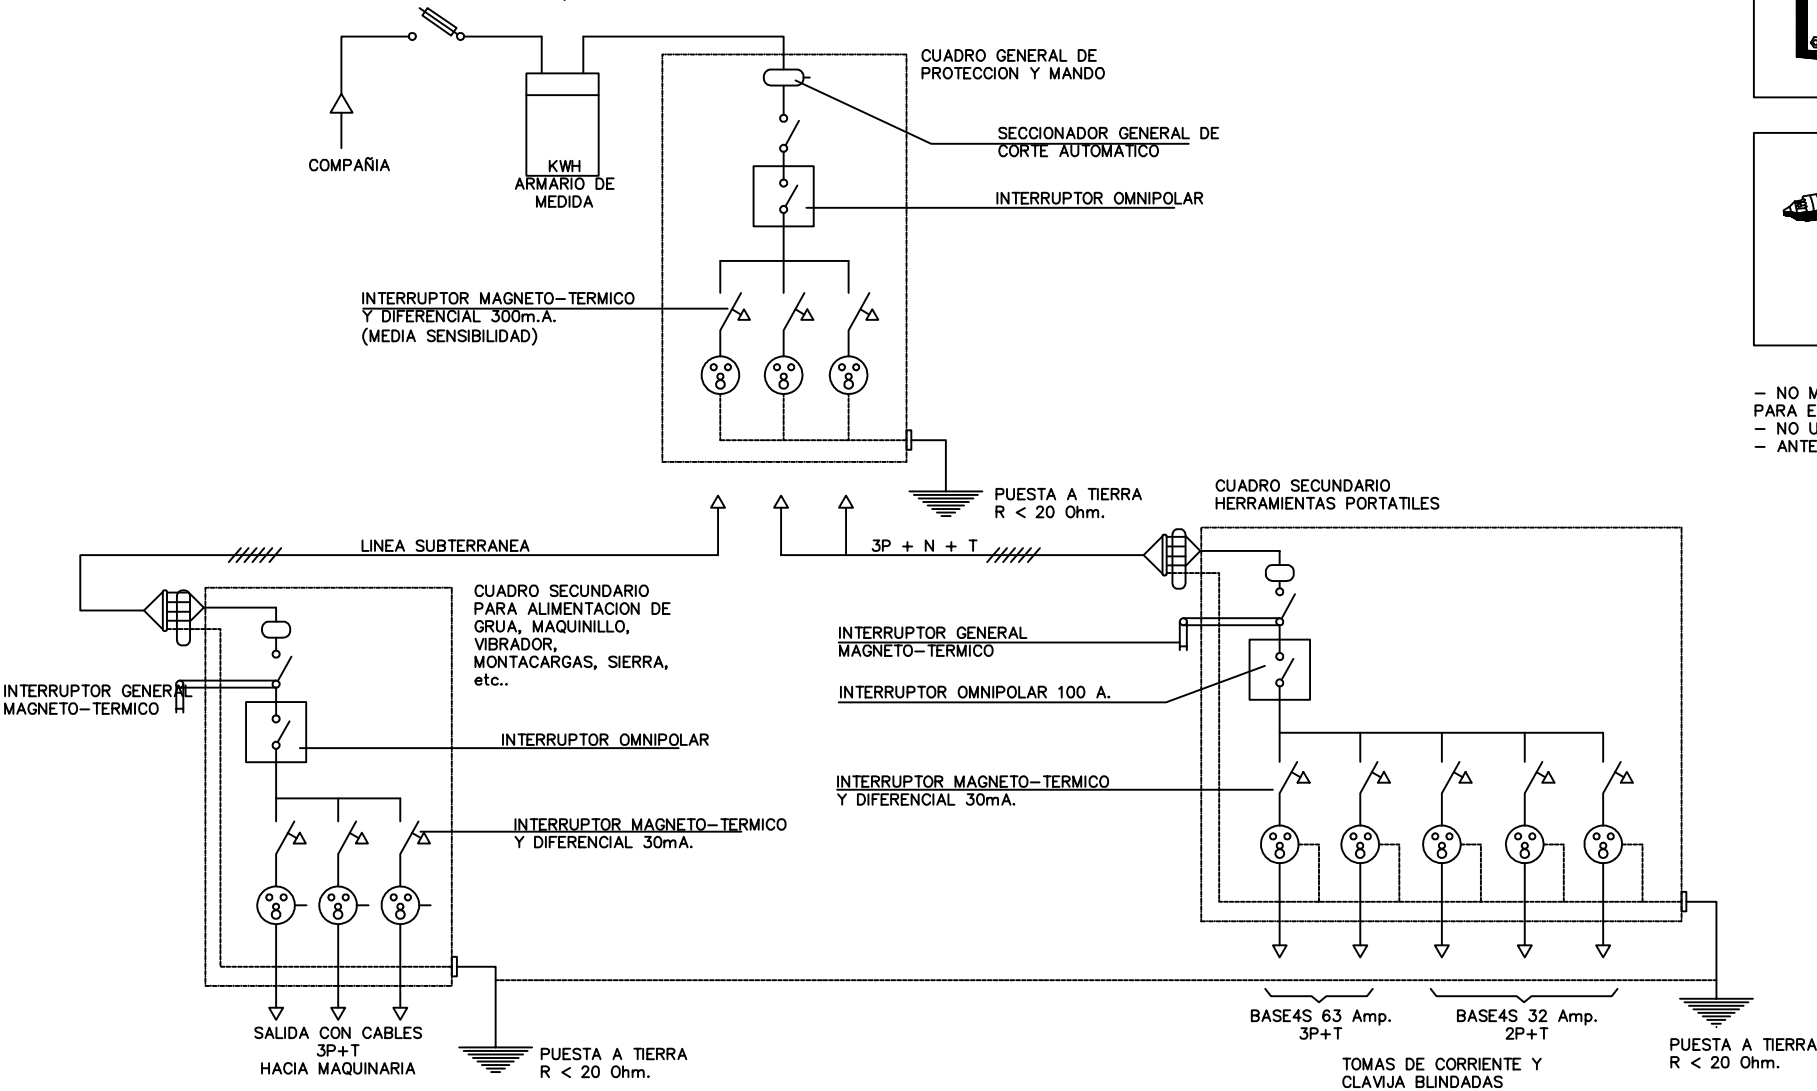 CUADRO GENERAL DE
PROTECCION Y MANDO
SECCIONADOR GENERAL DE
CORTE AUTOMATICO
COMPAÑIA
KWH
ARMARIO DE
MEDIDA
INTERRUPTOR OMNIPOLAR
INTERRUPTOR MAGNETO-TERMICO
Y DIFERENCIAL 300m.A.
(MEDIA SENSIBILIDAD)
- NO
PARA
- NO
- ANTE
PUESTA A TIERRA
R < 20 Ohm.
CUADRO SECUNDARIO
HERRAMIENTAS PORTATILES
LINEA SUBTERRANEA
3P + N + T
CUADRO SECUNDARIO
PARA ALIMENTACION DE
GRUA, MAQUINILLO,
VIBRADOR,
MONTACARGAS, SIERRA,
etc..
INTERRUPTOR GENERAL
MAGNETO-TERMICO
INTERRUPTOR OMNIPOLAR
INTERRUPTOR MAGNETO-TERMICO
Y DIFERENCIAL 30mA.
INTERRUPTOR GENERAL
MAGNETO-TERMICO
INTERRUPTOR OMNIPOLAR 100 A.
INTERRUPTOR MAGNETO-TERMICO
Y DIFERENCIAL 30mA.
SALIDA CON CABLES
3P+T
HACIA MAQUINARIA
PUESTA A TIERRA
R < 20 Ohm.
BASE4S 63 Amp.
3P+T
BASE4S 32 Amp.
2P+T
TOMAS DE CORRIENTE Y
CLAVIJA BLINDADAS
PUESTA A TIERRA
R < 20 Ohm.